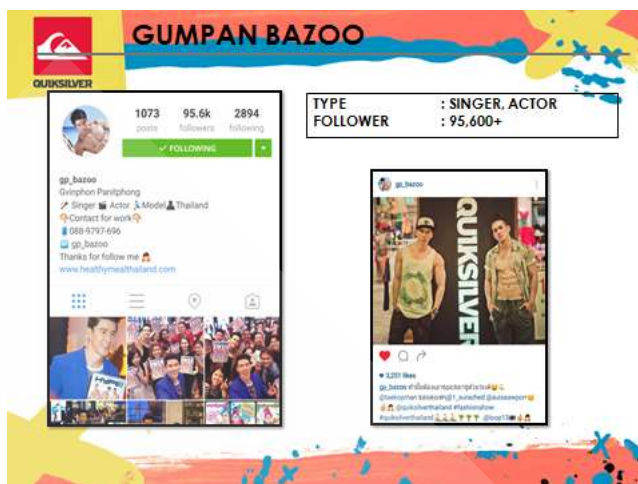 GUMPAN BAZOO
QUIKSILVER
TYPE : SINGER, ACTOR
FOLLOWER : 95,600+
1073 95.6k 2894
posts followers following
FOLLOWING
gp_bazoo
Gvinphon Panitphong
Singer Actor Model Thailand
Contact for work
088-9797-696
gp_bazoo
Thanks for follow me
www.healthymealthailand.com
gp_bazoo
QUIKSILVER
3,251 likes
gp_bazoo
@quiksilverthailand #fashionshow
#quiksilverthailand